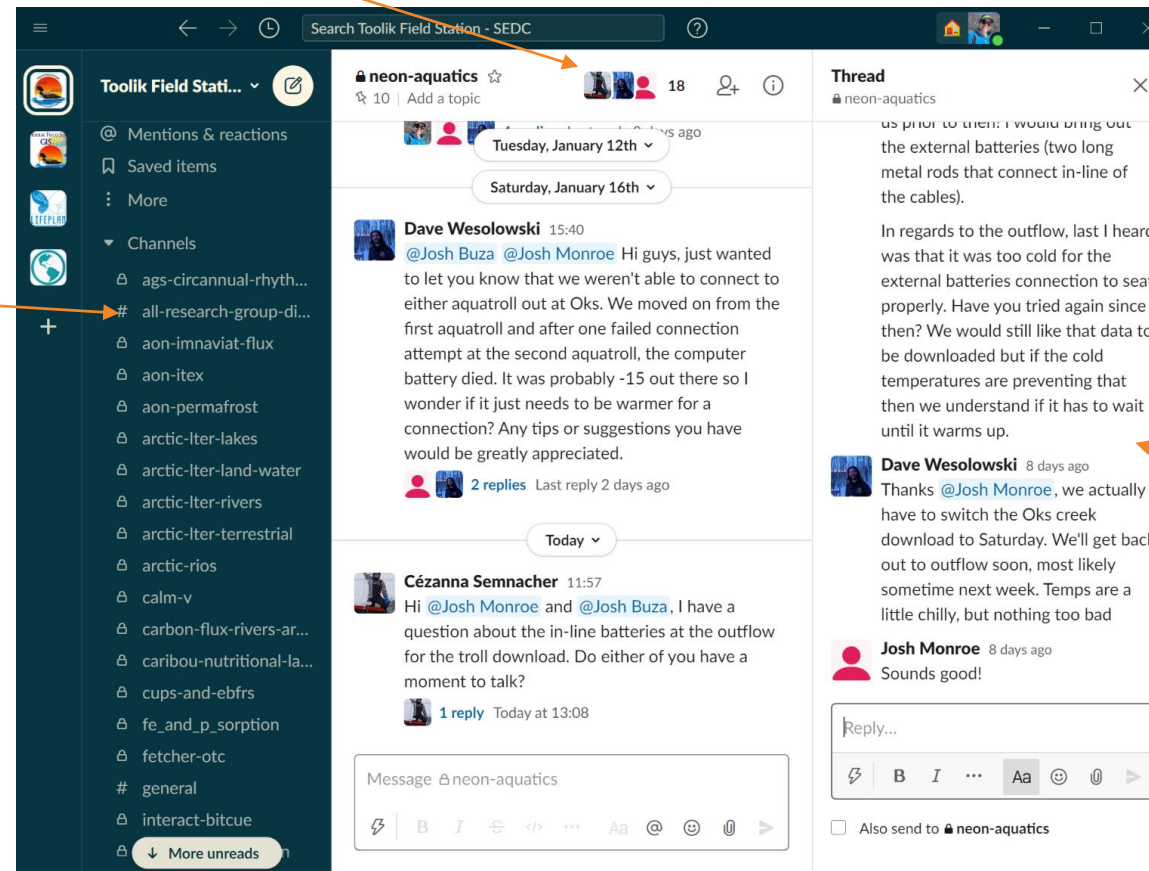 Search Toolik Field Station - SEDC
Toolik Field Stati...
Mentions & reactions
Saved items
More
Channels
ags-circannual-rhyth...
# all-research-group-di...
aon-imnaviat-flux
aon-itex
aon-permafrost
arctic-lter-lakes
arctic-lter-land-water
arctic-lter-rivers
arctic-lter-terrestrial
arctic-rios
calm-v
carbon-flux-rivers-ar...
caribou-nutritional-la...
cups-and-ebfrs
fe_and_p_sorption
fetcher-otc
# general
interact-bitcue
More unreads
GIS
LIFEPLAN
neon-aquatics
18
10 | Add a topic
ago
Tuesday, January 12th
Saturday, January 16th
Dave Wesolowski 15:40
@Josh Buza @Josh Monroe Hi guys, just wanted
to let you know that we weren't able to connect to
either aquatroll out at Oks. We moved on from the
first aquatroll and after one failed connection
attempt at the second aquatroll, the computer
battery died. It was probably -15 out there so I
wonder if it just needs to be warmer for a
connection? Any tips or suggestions you have
would be greatly appreciated.
2 replies Last reply 2 days ago
Today
Cézanna Semnacher 11:57
Hi @Josh Monroe and @Josh Buza, I have a
question about the in-line batteries at the outflow
for the troll download. Do either of you have a
moment to talk?
1 reply Today at 13:08
Message neon-aquatics
B I S </> ... Aa @
Thread
neon-aquatics
us prior to then! I would bring out
the external batteries (two long
metal rods that connect in-line of
the cables).
In regards to the outflow, last I heard
was that it was too cold for the
external batteries connection to seat
properly. Have you tried again since
then? We would still like that data to
be downloaded but if the cold
temperatures are preventing that
then we understand if it has to wait
until it warms up.
Dave Wesolowski 8 days ago
Thanks @Josh Monroe, we actually
have to switch the Oks creek
download to Saturday. We'll get back
out to outflow soon, most likely
sometime next week. Temps are a
little chilly, but nothing too bad
Josh Monroe 8 days ago
Sounds good!
Reply...
B I ... Aa
Also send to neon-aquatics